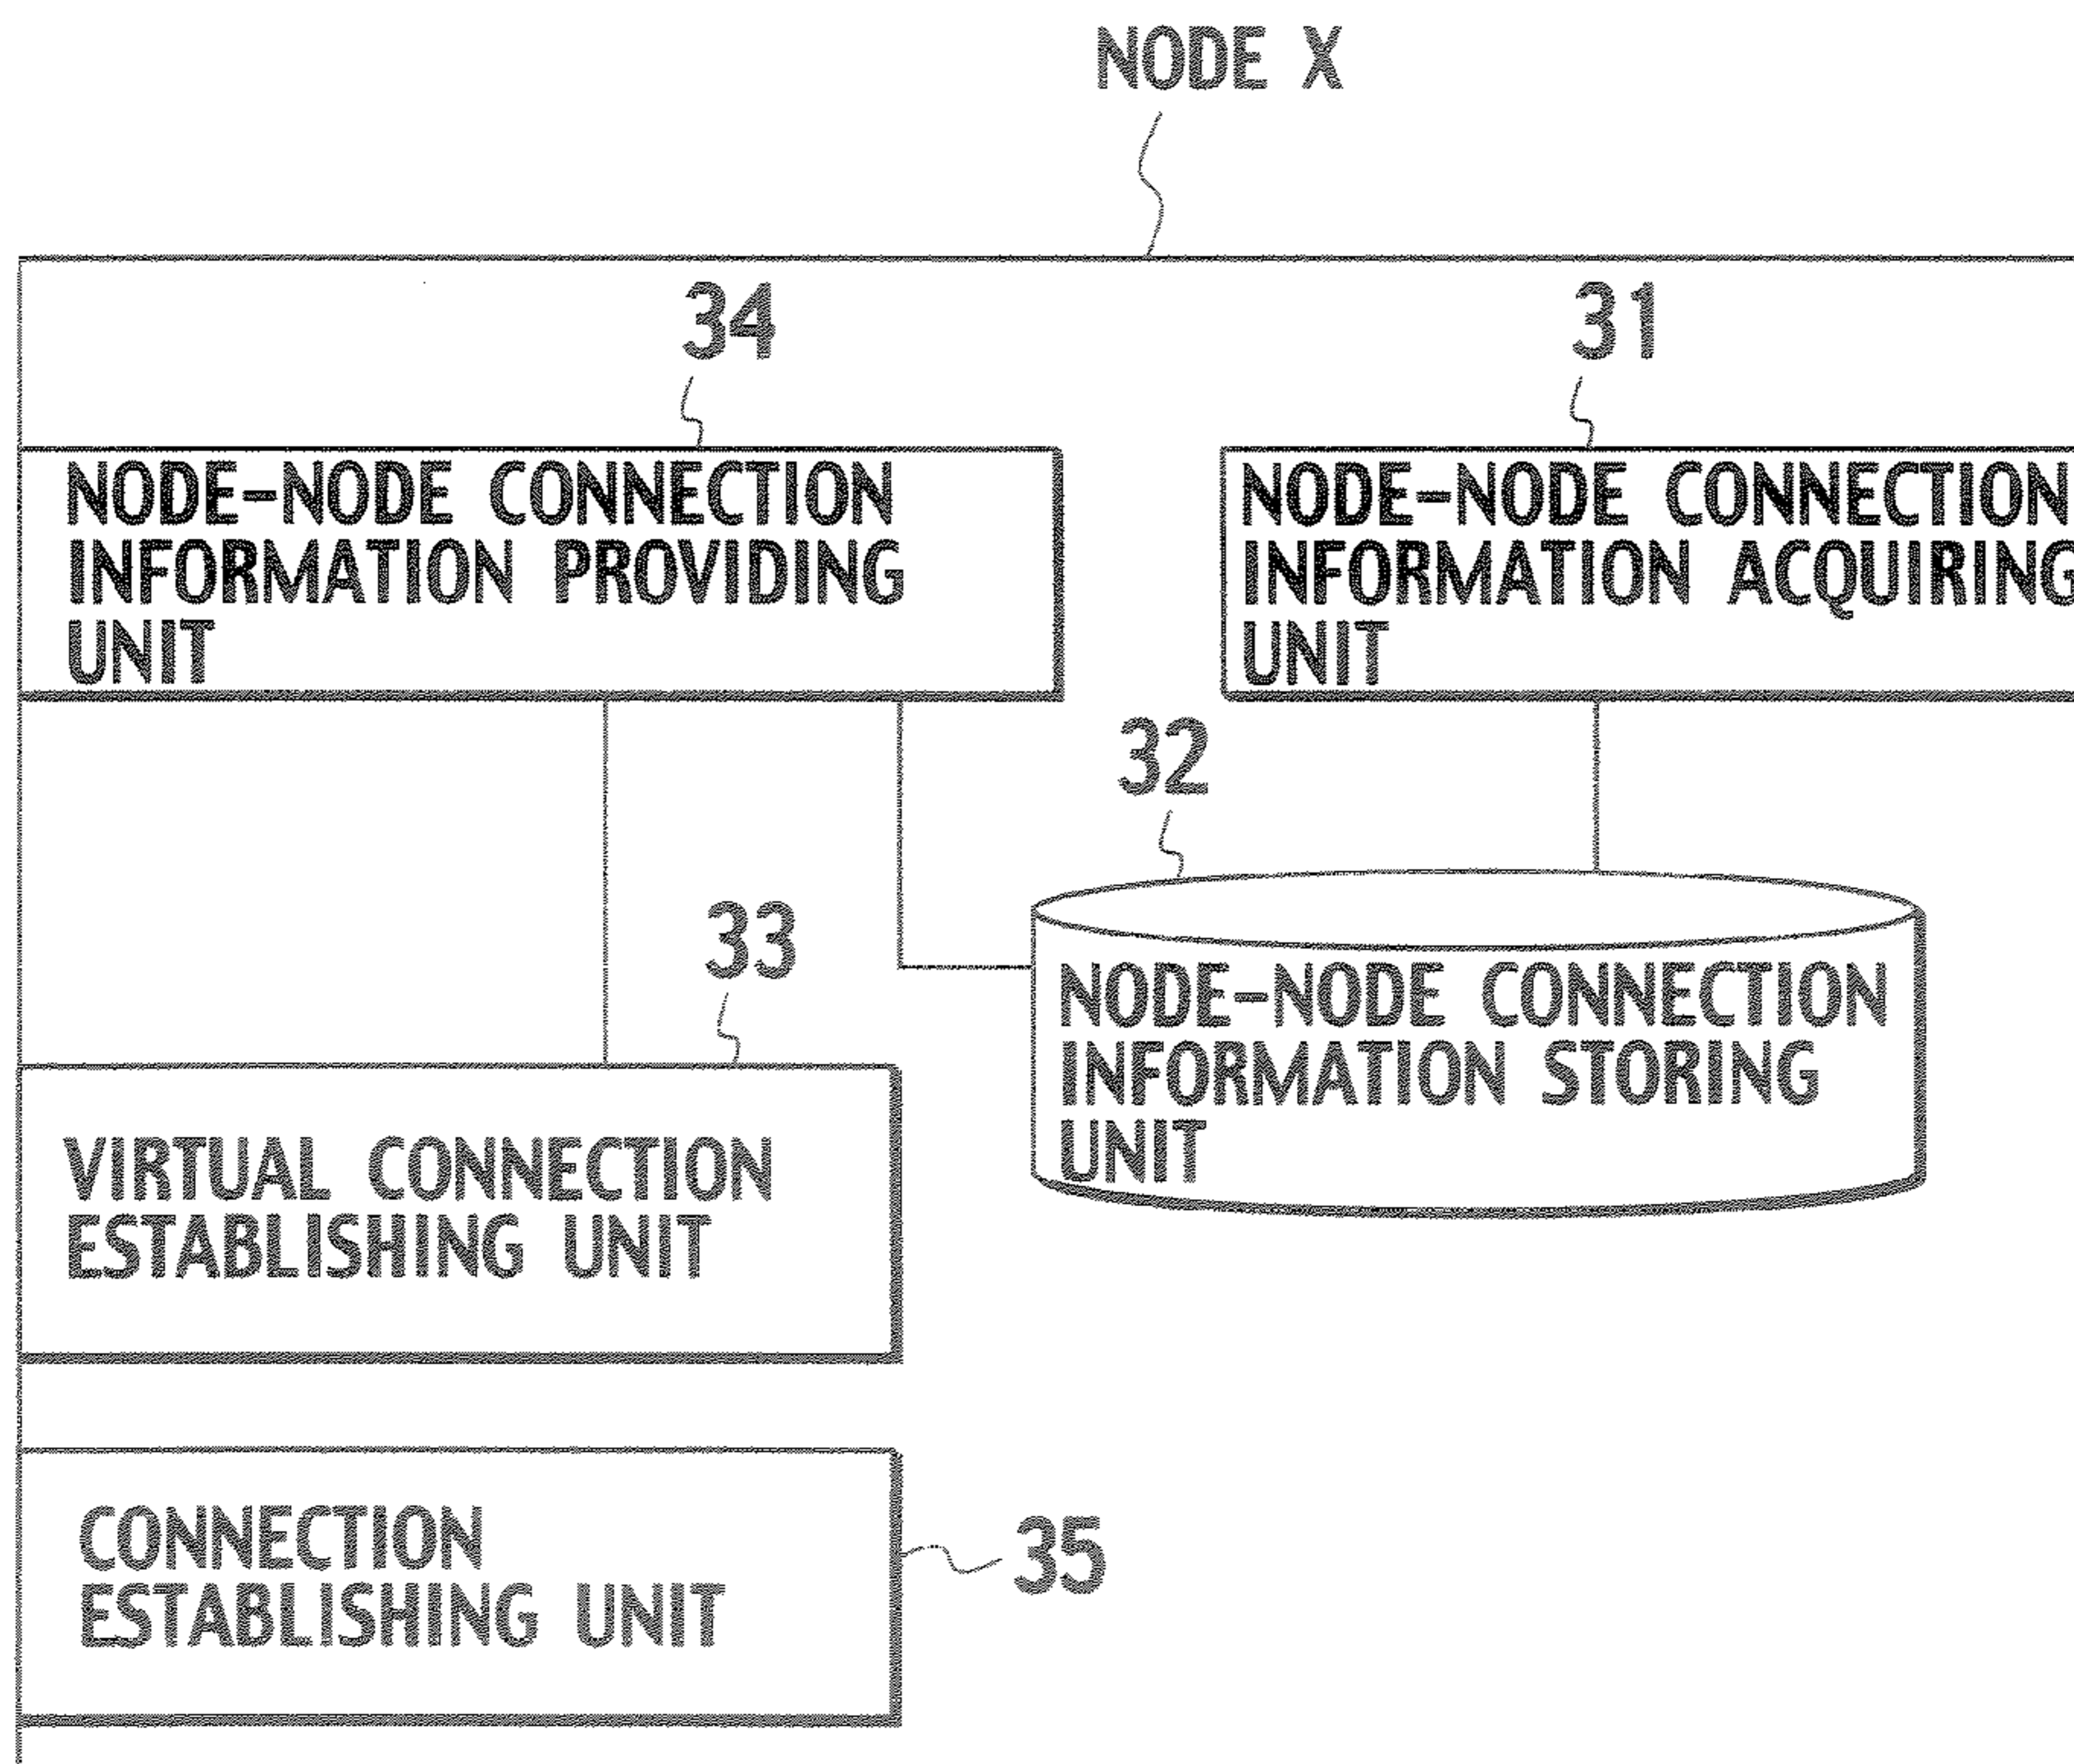 NODE X
34
31
NODE-NODE CONNECTION
INFORMATION PROVIDING
UNIT
NODE-NODE CONNECTION
INFORMATION ACQUIRING
UNIT
32
33
NODE-NODE CONNECTION
INFORMATION STORING
UNIT
VIRTUAL CONNECTION
ESTABLISHING UNIT
CONNECTION
ESTABLISHING UNIT
35